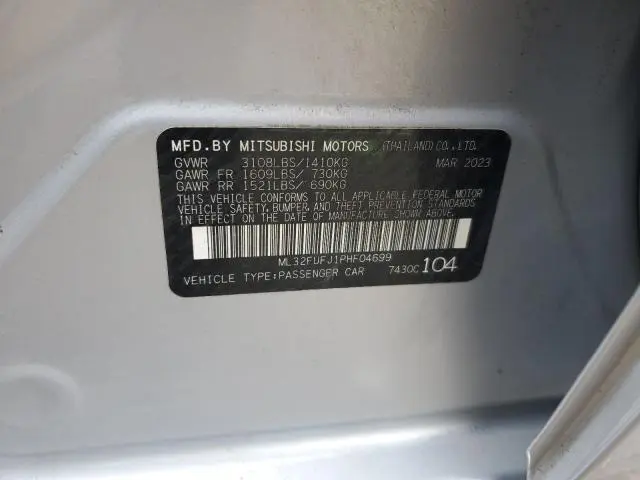 MFD.BY MITSUBISHI MOTORS (THAILAND) CO., LTD.
GVWR 3108LBS/1410KG MAR 2023
GAWR FR 1609LBS/ 730KG
GAWR RR 1521LBS/ 690KG
THIS VEHICLE CONFORMS TO ALL APPLICABLE FEDERAL MOTOR
VEHICLE SAFETY, BUMPER, AND THEFT PREVENTION STANDARDS
IN EFFECT ON THE DATE OF MANUFACTURE SHOWN ABOVE.
ML32FUFJ1PHF04699
VEHICLE TYPE:PASSENGER CAR 7430C 104